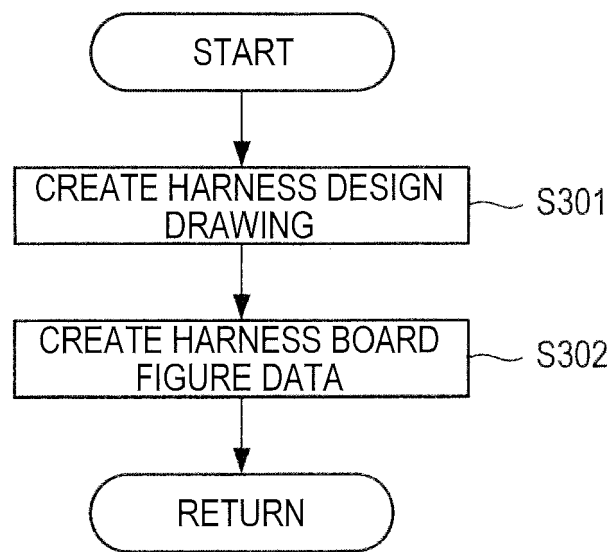 START
CREATE HARNESS DESIGN
DRAWING
S301
CREATE HARNESS BOARD
FIGURE DATA
S302
RETURN